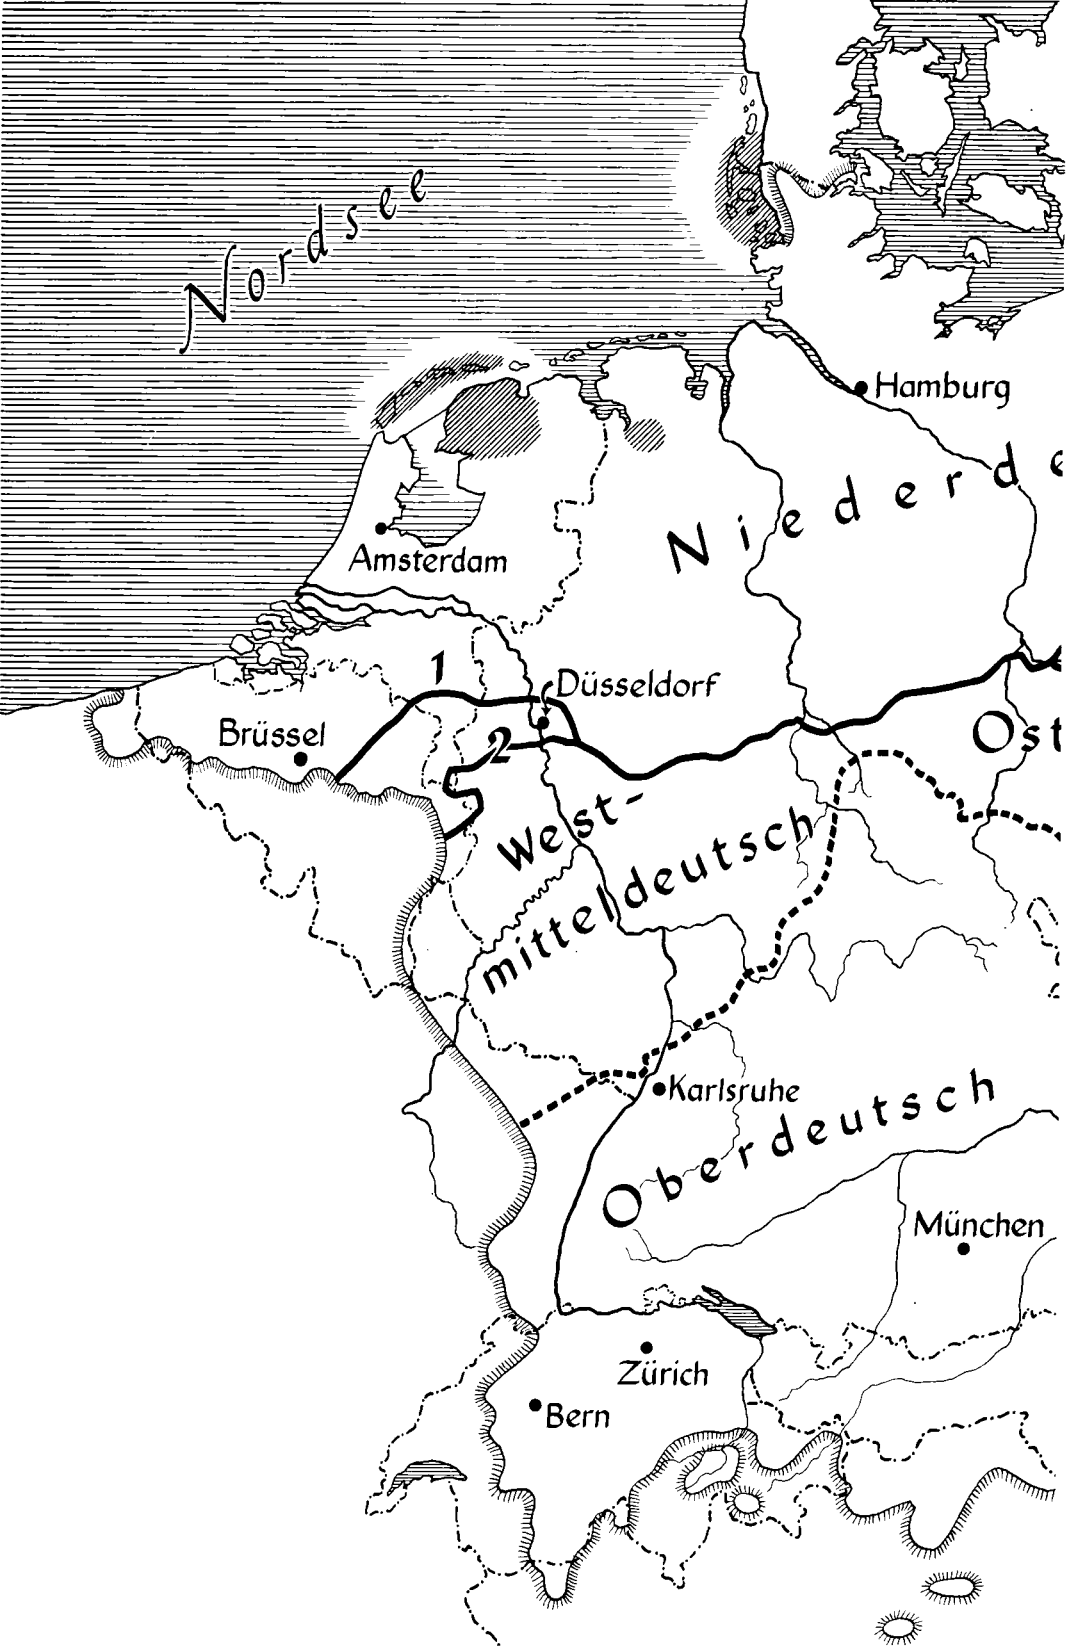 Nordsee
Hamburg
Niederde
Amsterdam
1
Düsseldorf
Brüssel
2
Ost
West-
mitteldeutsch
Karlsruhe
Oberdeutsch
München
Zürich
Bern